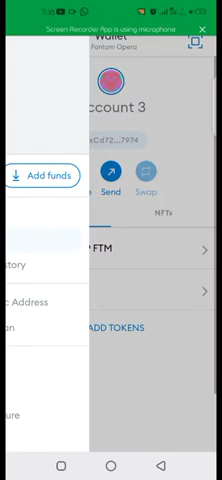 Screen Recorder App is using microphone
Wallet
Fantom Opera
ccount 3
xCd72...7974
Add funds
e Send Swap
NFTs
FTM
story
c Address
ADD TOKENS
an
ure